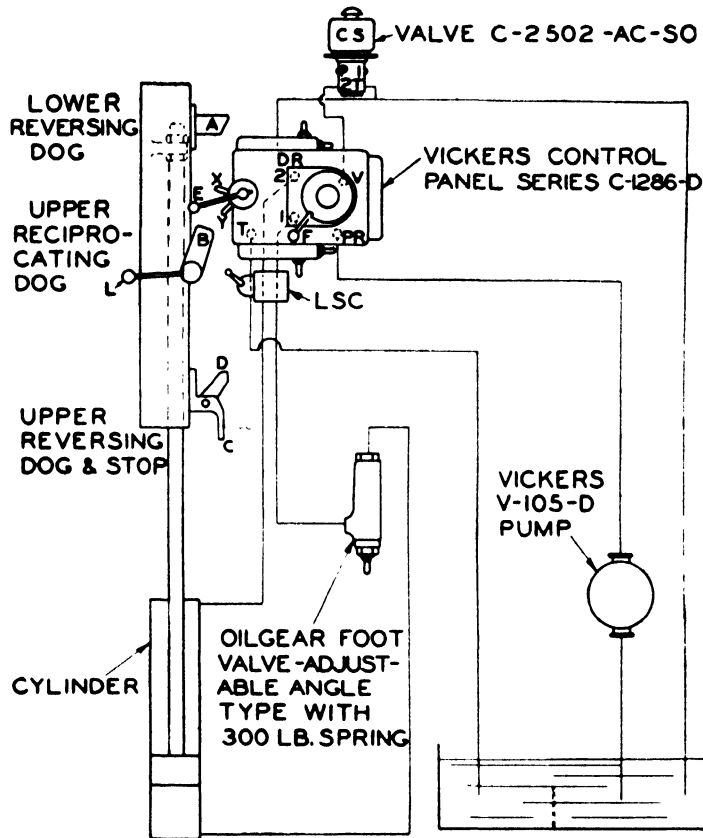 CS
VALVE C-2502-AC-SO
2T
LOWER
REVERSING
DOG
A
DR
2
V
VICKERS CONTROL
PANEL SERIES C-1286-D
X
E
Y
1
T
F
PR
UPPER
RECIPRO-
CATING
DOG
B
L
LSC
D
C
UPPER
REVERSING
DOG & STOP
VICKERS
V-105-D
PUMP
OILGEAR FOOT
VALVE-ADJUST-
ABLE ANGLE
TYPE WITH
300 LB. SPRING
CYLINDER